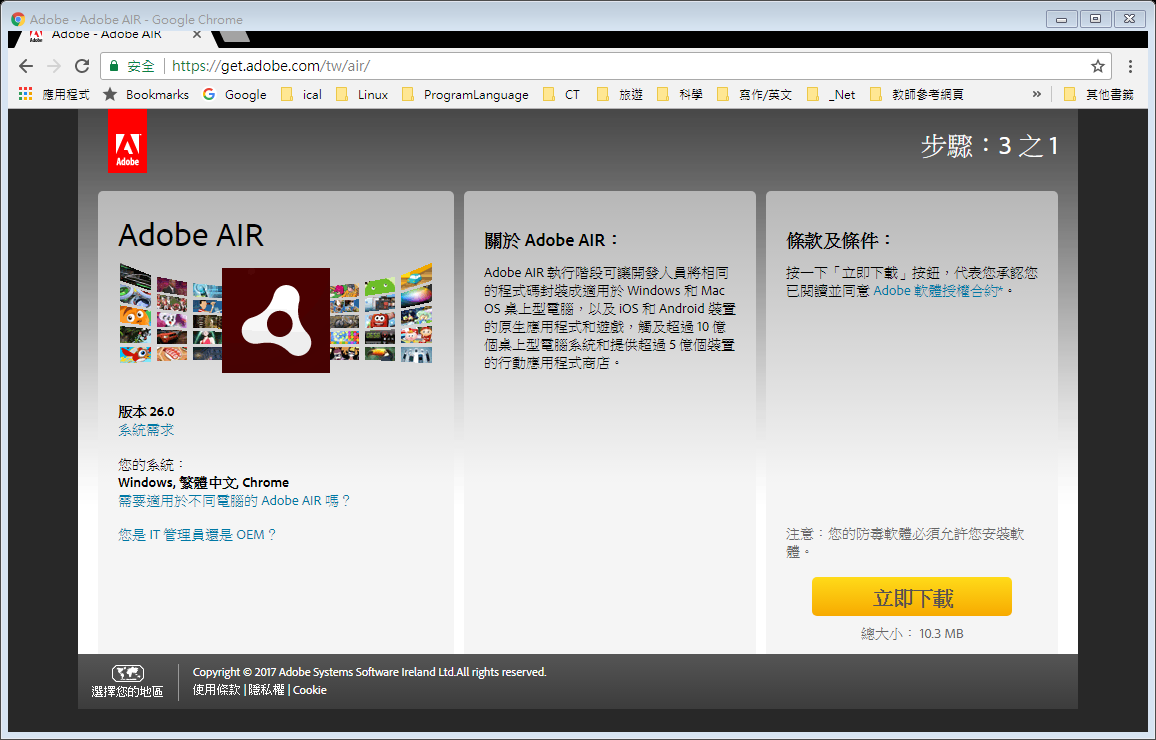 Adobe - Adobe AIR - Google Chrome
Adobe - Adobe AIR
安全 https://get.adobe.com/tw/air/
應用程式 Bookmarks Google ical Linux ProgramLanguage CT 旅遊 科學 寫作/英文 _Net 教師參考網頁 » 其他書籤
Adobe
步驟：3 之 1
Adobe AIR
版本 26.0
系統需求
您的系統：
Windows, 繁體中文, Chrome
需要適用於不同電腦的 Adobe AIR 嗎？
您是 IT 管理員還是 OEM？
關於 Adobe AIR：
Adobe AIR 執行階段可讓開發人員將相同
的程式碼封裝成適用於 Windows 和 Mac
OS 桌上型電腦，以及 iOS 和 Android 裝置
的原生應用程式和遊戲，觸及超過 10 億
個桌上型電腦系統和提供超過 5 億個裝置
的行動應用程式商店。
條款及條件：
按一下「立即下載」按鈕，代表您承認您
已閱讀並同意 Adobe 軟體授權合約*。
注意：您的防毒軟體必須允許您安裝軟
體。
立即下載
總大小： 10.3 MB
選擇您的地區
Copyright © 2017 Adobe Systems Software Ireland Ltd.All rights reserved.
使用條款 | 隱私權 | Cookie